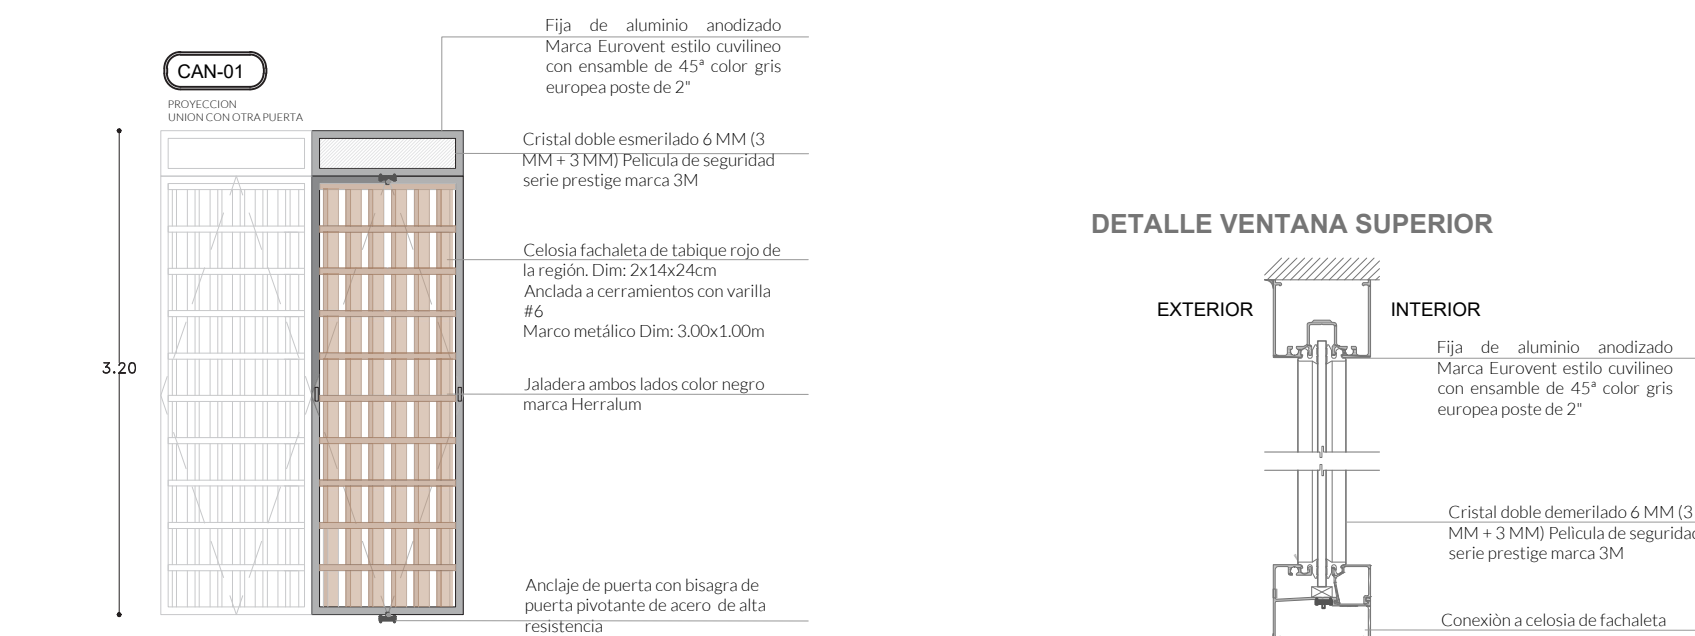 Fija de aluminio anodizado
Marca Eurovent estilo cuvilineo
con ensamble de 45ª color gris
europea poste de 2"
CAN-01
PROYECCION
UNION CON OTRA PUERTA
Cristal doble esmerilado 6 MM (3
MM + 3 MM) Pelìcula de seguridad
serie prestige marca 3M
Celosia fachaleta de tabique rojo de
la región. Dim: 2x14x24cm
Anclada a cerramientos con varilla
#6
Marco metálico Dim: 3.00x1.00m
3.20
Jaladera ambos lados color negro
marca Herralum
Anclaje de puerta con bisagra de
puerta pivotante de acero de alta
resistencia
DETALLE VENTANA SUPERIOR
EXTERIOR
INTERIOR
Fija de aluminio anodizado
Marca Eurovent estilo cuvilineo
con ensamble de 45ª color gris
europea poste de 2"
Cristal doble demerilado 6 MM (3
MM + 3 MM) Pelìcula de seguridad
serie prestige marca 3M
Conexiòn a celosia de fachaleta